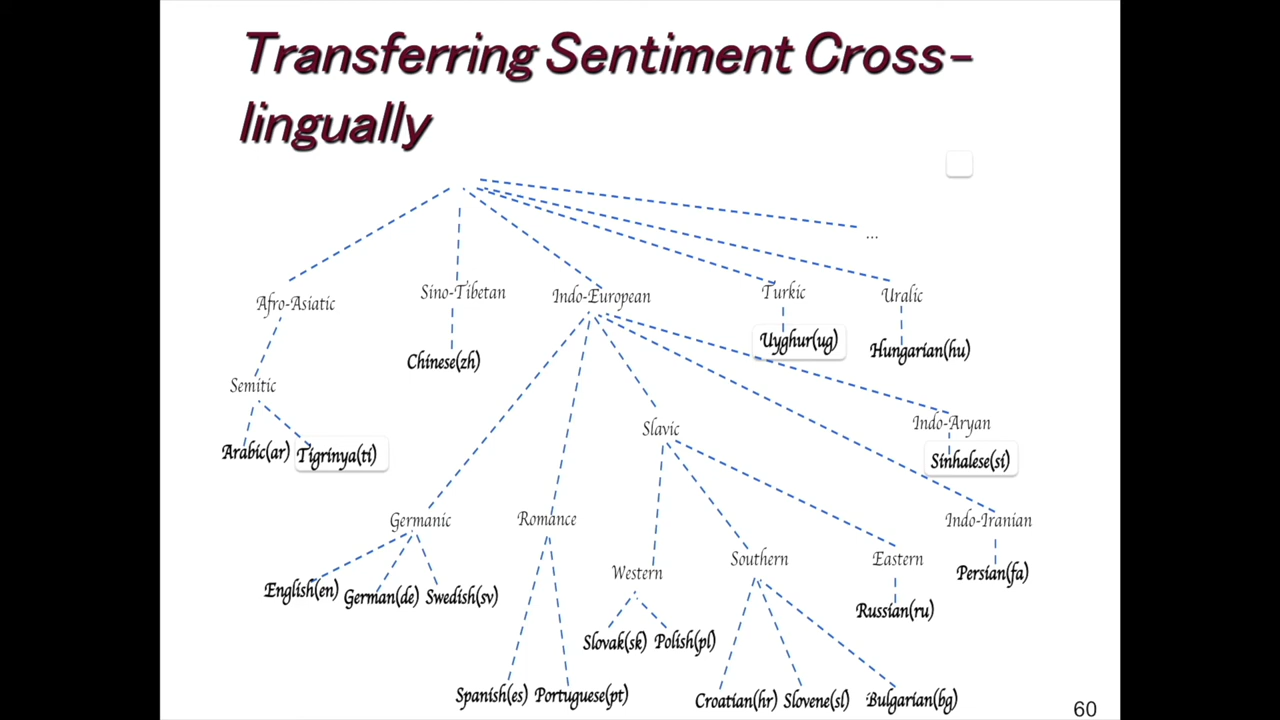 Transferring Sentiment Cross-
lingually
...
Afro-Asiatic
Sino-Tibetan
Indo-European
Turkic
Uralic
Uyghur(ug)
Hungarian(hu)
Chinese(zh)
Semitic
Arabic(ar)
Tigrinya(ti)
Slavic
Indo-Aryan
Sinhalese(si)
Germanic
Romance
Indo-Iranian
Western
Southern
Eastern
Persian(fa)
English(en)
German(de)
Swedish(sv)
Russian(ru)
Slovak(sk)
Polish(pl)
Spanish(es)
Portuguese(pt)
Croatian(hr)
Slovene(sl)
Bulgarian(bg)
60